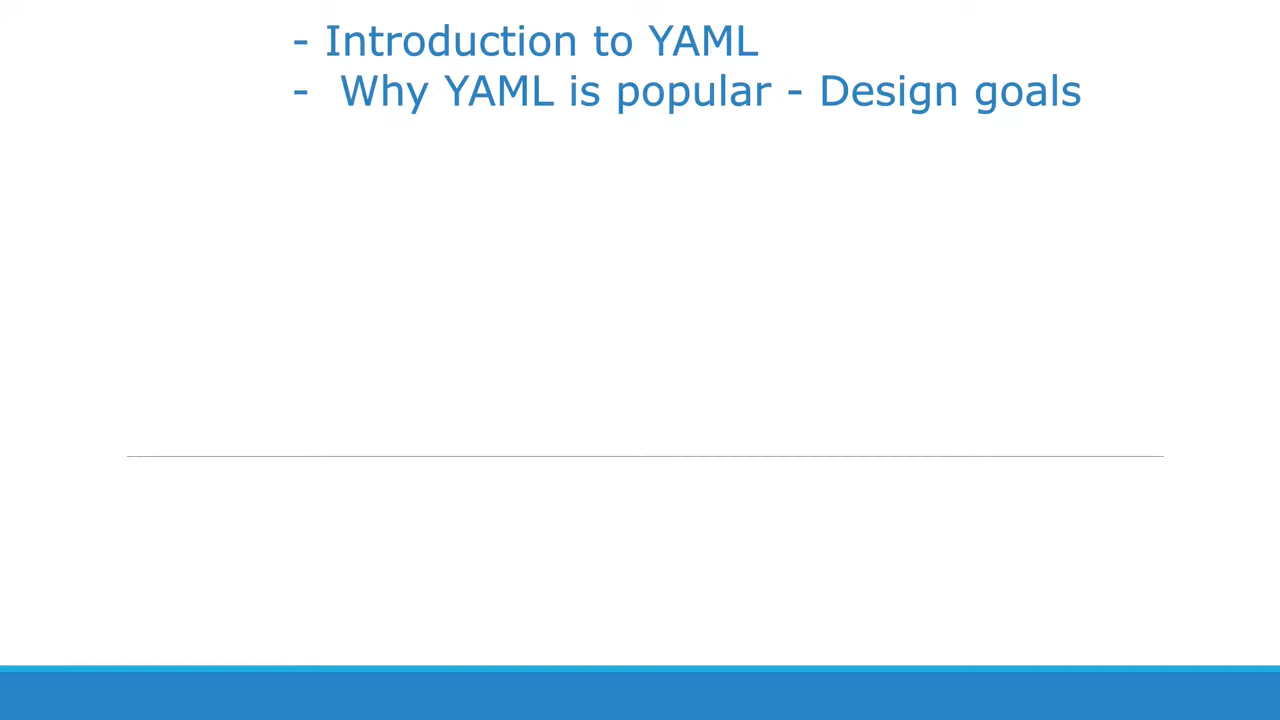 - Introduction to YAML
- Why YAML is popular - Design goals